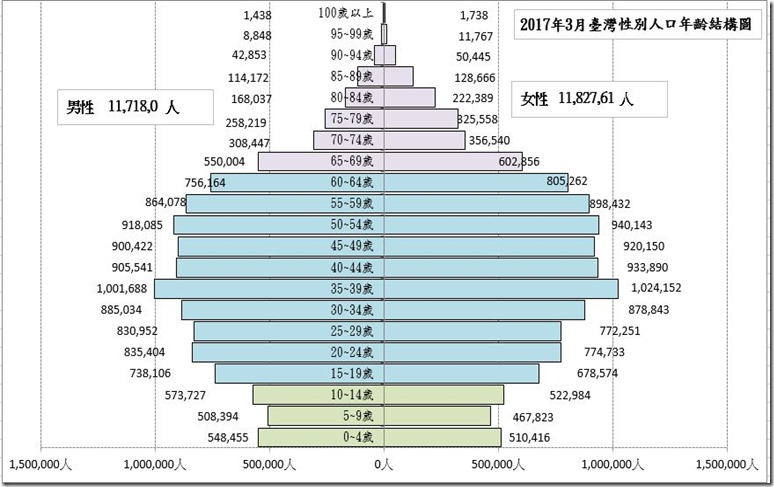 2017年3月臺灣性別人口年齡結構圖
男性 11,718,0 人
女性 11,827,61 人
1,438 100歲以上 1,738
8,848 95~99歲 11,767
42,853 90~94歲 50,445
114,172 85~89歲 128,666
168,037 80~84歲 222,389
258,219 75~79歲 325,558
308,447 70~74歲 356,540
550,004 65~69歲 602,856
756,164 60~64歲 805,262
864,078 55~59歲 898,432
918,085 50~54歲 940,143
900,422 45~49歲 920,150
905,541 40~44歲 933,890
1,001,688 35~39歲 1,024,152
885,034 30~34歲 878,843
830,952 25~29歲 772,251
835,404 20~24歲 774,733
738,106 15~19歲 678,574
573,727 10~14歲 522,984
508,394 5~9歲 467,823
548,455 0~4歲 510,416
1,500,000人 1,000,000人 500,000人 0人 500,000人 1,000,000人 1,500,000人